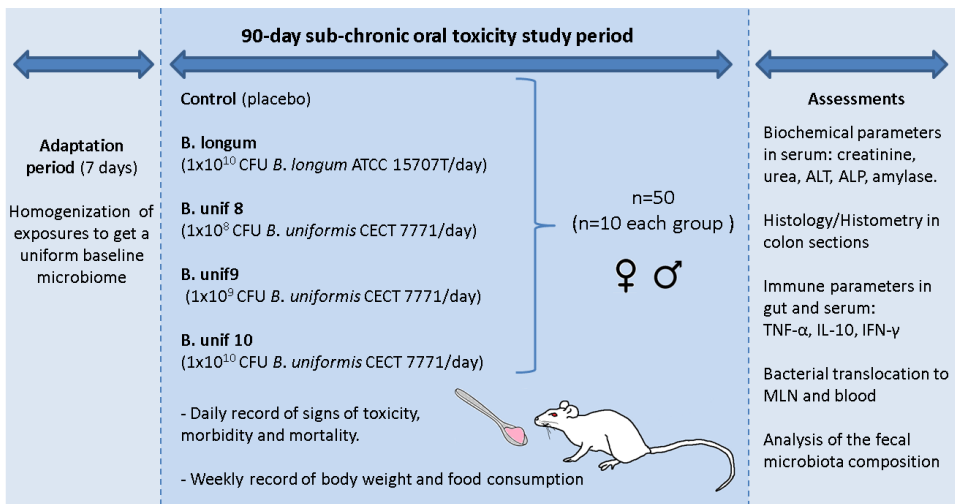 90-day sub-chronic oral toxicity study period
Adaptation
period (7 days)
Homogenization of
exposures to get a
uniform baseline
microbiome
Control (placebo)
B. longum
(1x10¹⁰ CFU B. longum ATCC 15707T/day)
B. unif 8
(1x10⁸ CFU B. uniformis CECT 7771/day)
B. unif9
(1x10⁹ CFU B. uniformis CECT 7771/day)
B. unif 10
(1x10¹⁰ CFU B. uniformis CECT 7771/day)
- Daily record of signs of toxicity,
morbidity and mortality.
- Weekly record of body weight and food consumption
n=50
(n=10 each group )
♀ ♂
Assessments
Biochemical parameters
in serum: creatinine,
urea, ALT, ALP, amylase.
Histology/Histometry in
colon sections
Immune parameters in
gut and serum:
TNF-α, IL-10, IFN-γ
Bacterial translocation to
MLN and blood
Analysis of the fecal
microbiota composition